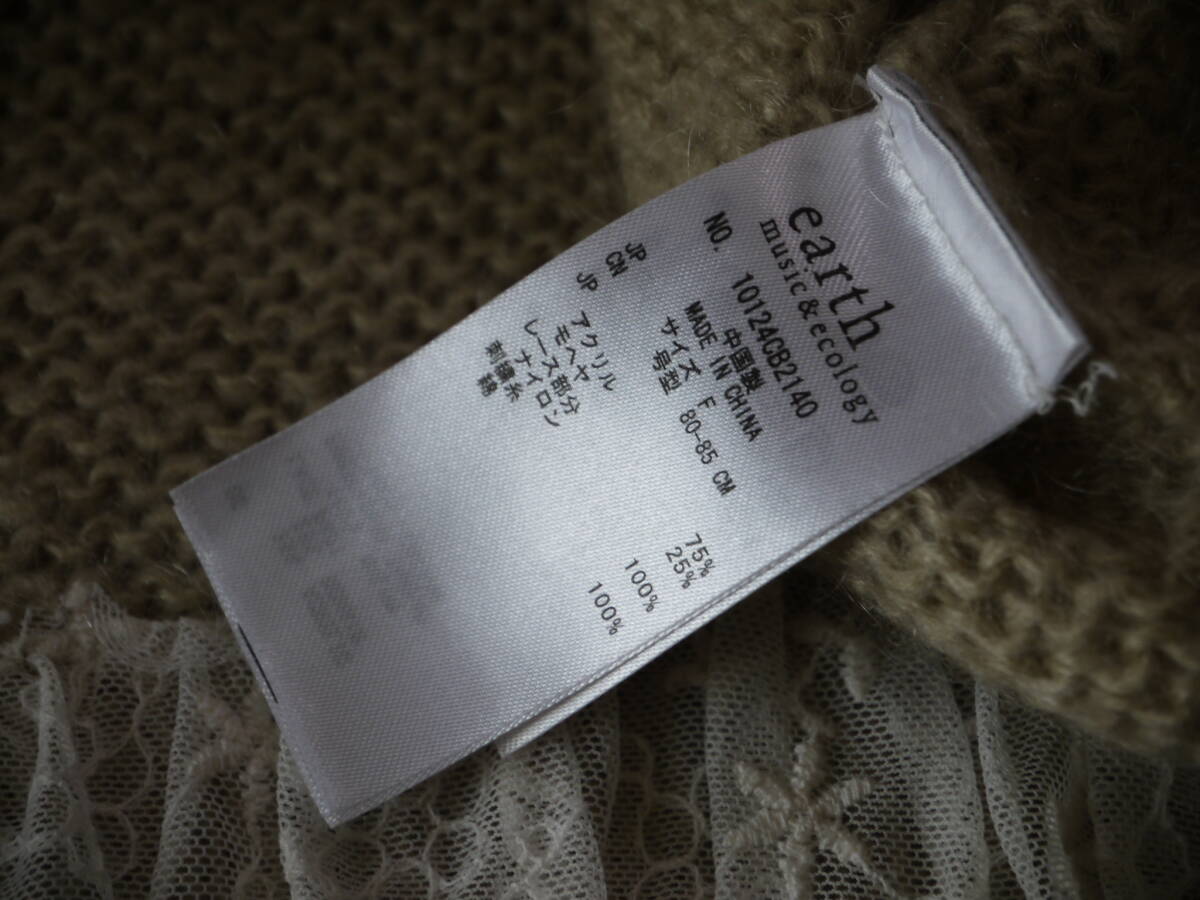 earth
music&ecology
NO. 10124C82140
中国製
MADE IN CHINA
JP サイズ F
CN 号型 80-85 CM
JP
アクリル 75%
モヘヤ 25%
レース部分
ナイロン 100%
刺繍糸
綿 100%